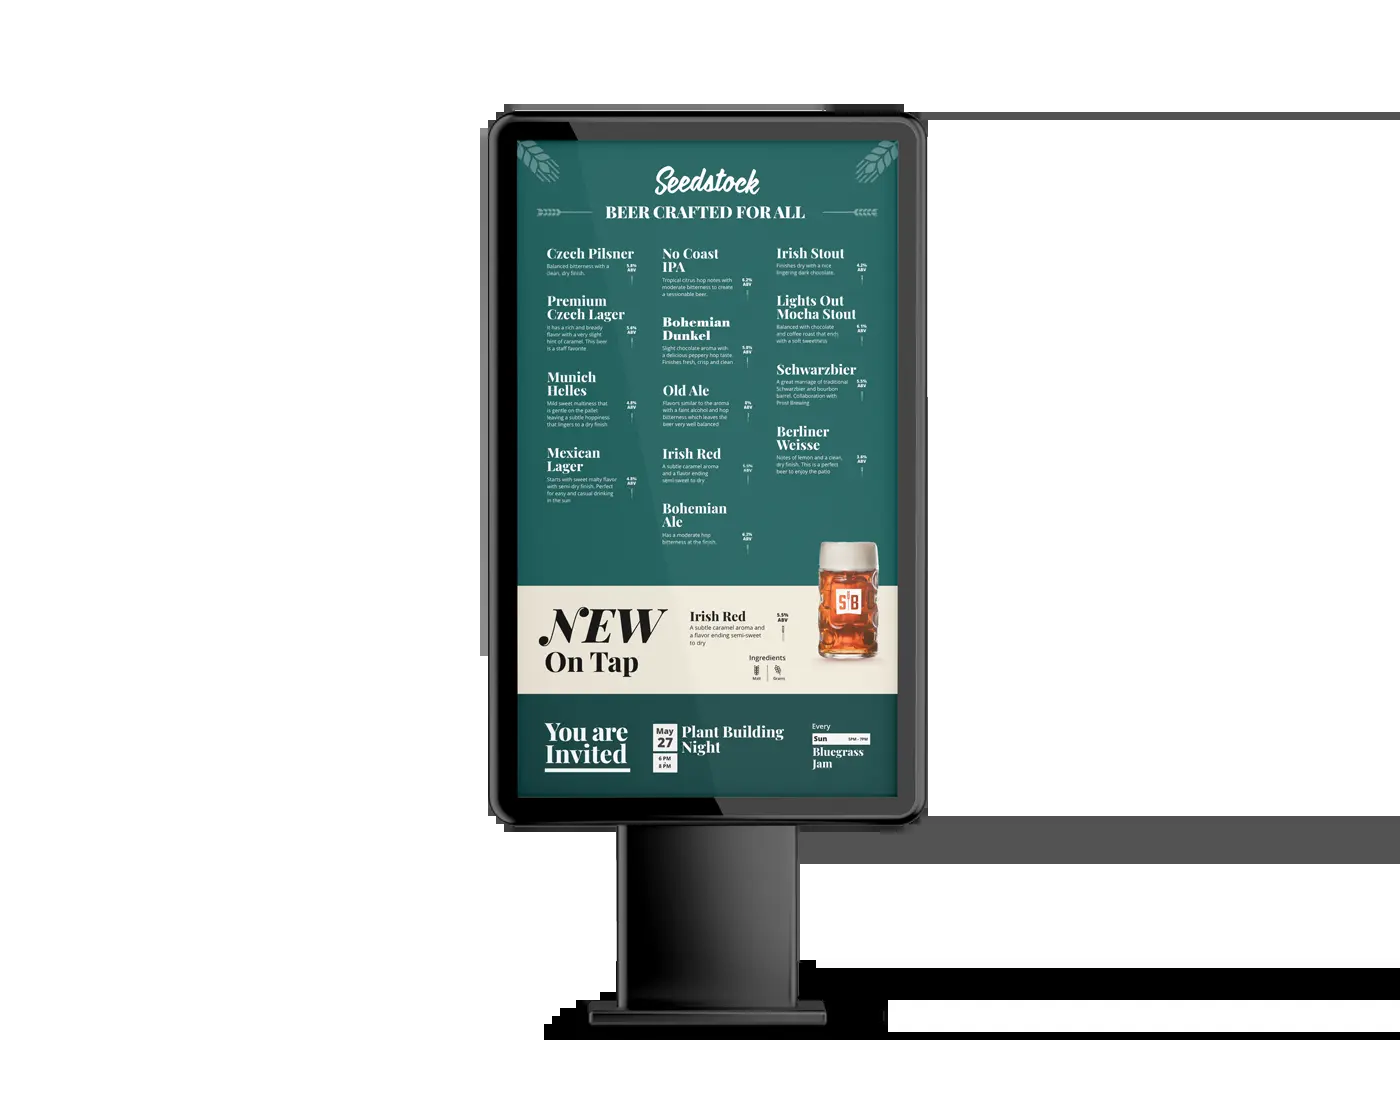 Seedstock
BEER CRAFTED FOR ALL
Czech Pilsner
Balanced bitterness with a
clean, dry finish.
5.0%
ABV
Premium
Czech Lager
It has a rich and bready
flavor with a very slight
hint of caramel. This beer
is a staff favorite
5.6%
ABV
Munich
Helles
Mild sweet maltiness that
is gentle on the pallet
leaving a subtle hoppiness
that lingers to a dry finish
4.8%
ABV
Mexican
Lager
Starts with sweet malty flavor
with semi-dry finish. Perfect
for easy and casual drinking
in the sun
4.8%
ABV
No Coast
IPA
Tropical citrus hop notes with
moderate bitterness to create
a sessionable beer.
6.2%
ABV
Bohemian
Dunkel
Slight chocolate aroma with
a delicious peppery hop taste
Finishes fresh, crisp and clean
5.0%
ABV
Old Ale
Flavors similar to the aroma
with a faint alcohol and hop
bitterness which leaves the
beer very well balanced
8%
ABV
Irish Red
A subtle caramel aroma
and a flavor ending
semi-sweet to dry
5.5%
ABV
Bohemian
Ale
Has a moderate hop
bitterness at the finish.
6.2%
ABV
Irish Stout
Finishes dry with a nice
lingering dark chocolate.
4.2%
ABV
Lights Out
Mocha Stout
Balanced with chocolate
and coffee roast that ends
with a soft sweetness
6.1%
ABV
Schwarzbier
A great marriage of traditional
Schwarzbier and bourbon
barrel. Collaboration with
Brewing
5.5%
ABV
Berliner
Weisse
Notes of lemon and a clean,
dry finish. This is a perfect
beer to enjoy the patio
3.6%
ABV
NEW
On Tap
Irish Red
A subtle caramel aroma and
a flavor ending semi-sweet
to dry
5.5%
ABV
Ingredients
Malt
Grains
S B
You are
Invited
May
27
6 PM
8 PM
Plant Building
Night
Every
Sun 5PM - 7PM
Bluegrass
Jam